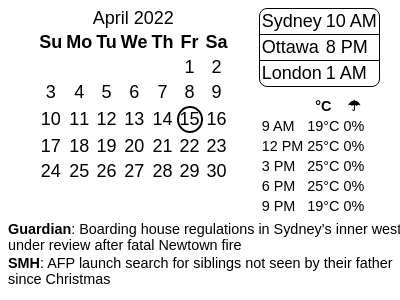 April 2022
Su Mo Tu We Th Fr Sa
1 2
3 4 5 6 7 8 9
10 11 12 13 14 15 16
17 18 19 20 21 22 23
24 25 26 27 28 29 30
Sydney 10 AM
Ottawa 8 PM
London 1 AM
°C ☂
9 AM 19°C 0%
12 PM 25°C 0%
3 PM 25°C 0%
6 PM 25°C 0%
9 PM 19°C 0%
Guardian: Boarding house regulations in Sydney’s inner west
under review after fatal Newtown fire
SMH: AFP launch search for siblings not seen by their father
since Christmas